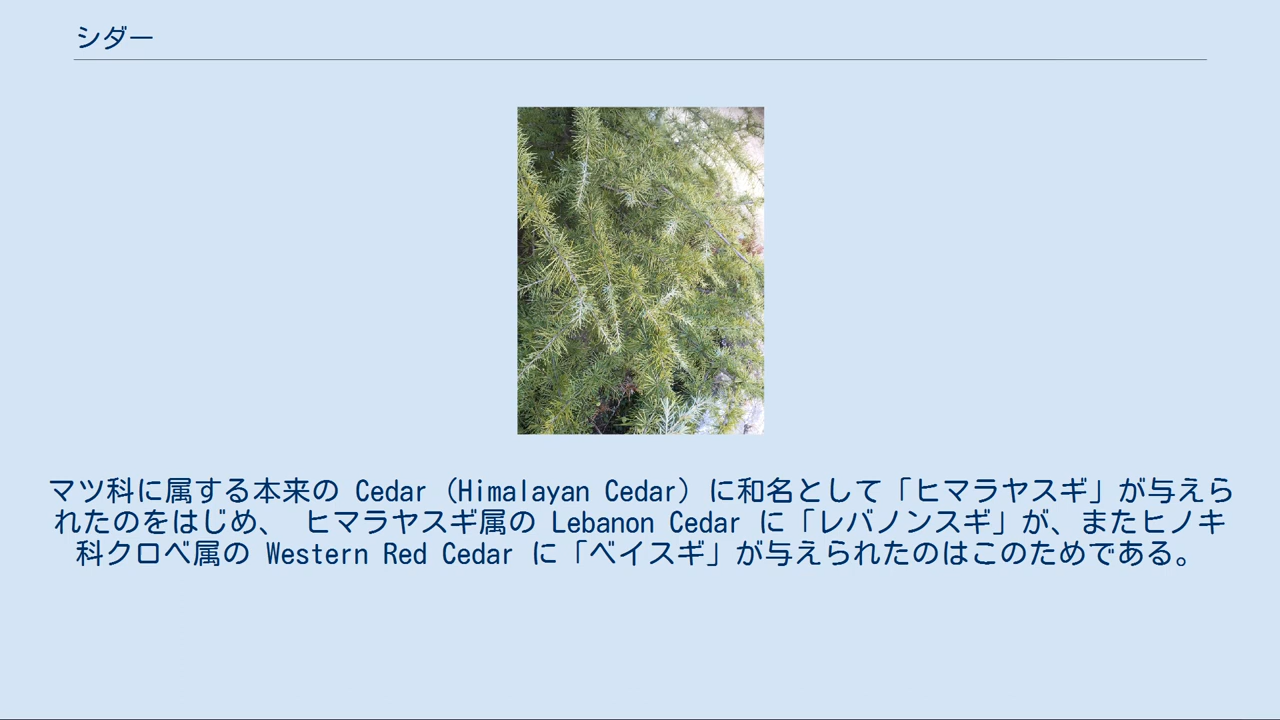 シダー
マツ科に属する本来の Cedar (Himalayan Cedar) に和名として「ヒマラヤスギ」が与えら
れたのをはじめ、 ヒマラヤスギ属の Lebanon Cedar に「レバノンスギ」が、またヒノキ
科クロベ属の Western Red Cedar に「ベイスギ」が与えられたのはこのためである。